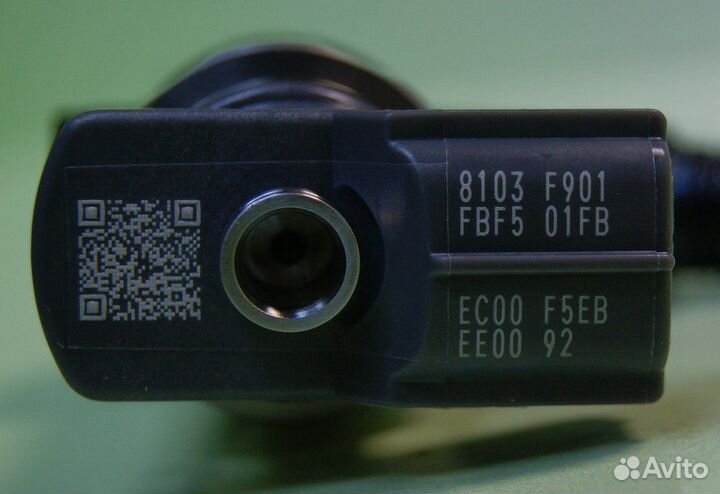 8103 F901
FBF5 01FB
EC00 F5EB
EE00 92
Avito